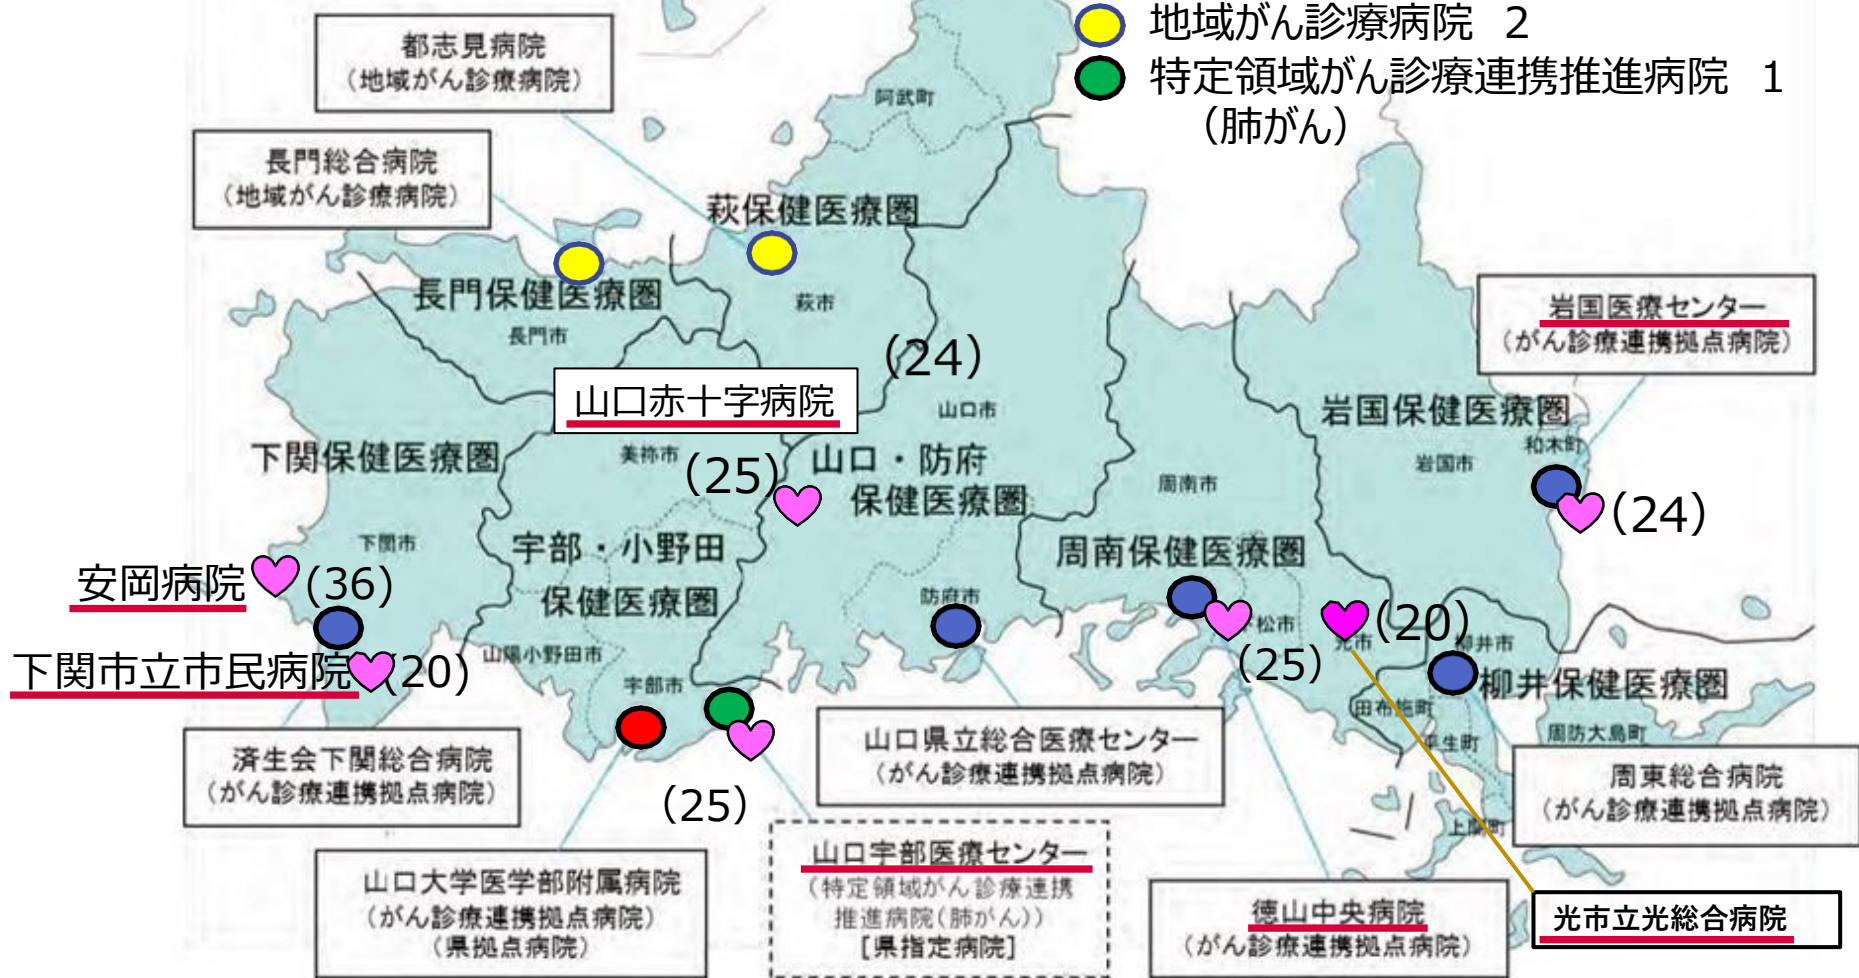 地域がん診療病院 2
特定領域がん診療連携推進病院 1
（肺がん）
都志見病院
（地域がん診療病院）
阿武町
長門総合病院
（地域がん診療病院）
萩保健医療圏
長門保健医療圏
萩市
長門市
岩国医療センター
（がん診療連携拠点病院）
（24）
山口赤十字病院
山口市
岩国保健医療圏
和木町
下関保健医療圏
美祢市
（25）
山口・防府
保健医療圏
周南市
岩国市
（24）
下関市
宇部・小野田
保健医療圏
周南保健医療圏
安岡病院
（36）
防府市
下松市
（20）
光市
柳井市
下関市立市民病院
（20）
山陽小野田市
宇部市
（25）
柳井保健医療圏
田布施町
平生町
周防大島町
上関町
済生会下関総合病院
（がん診療連携拠点病院）
（25）
山口県立総合医療センター
（がん診療連携拠点病院）
周東総合病院
（がん診療連携拠点病院）
山口大学医学部附属病院
（がん診療連携拠点病院）
（県拠点病院）
山口宇部医療センター
（特定領域がん診療連携
推進病院(肺がん)）
[県指定病院]
徳山中央病院
（がん診療連携拠点病院）
光市立光総合病院